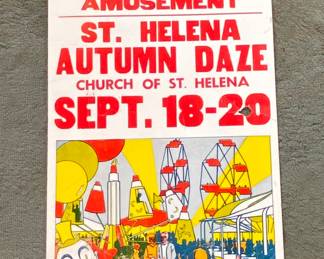 AMUSEMENT
ST. HELENA
AUTUMN DAZE
CHURCH OF ST. HELENA
SEPT. 18-20